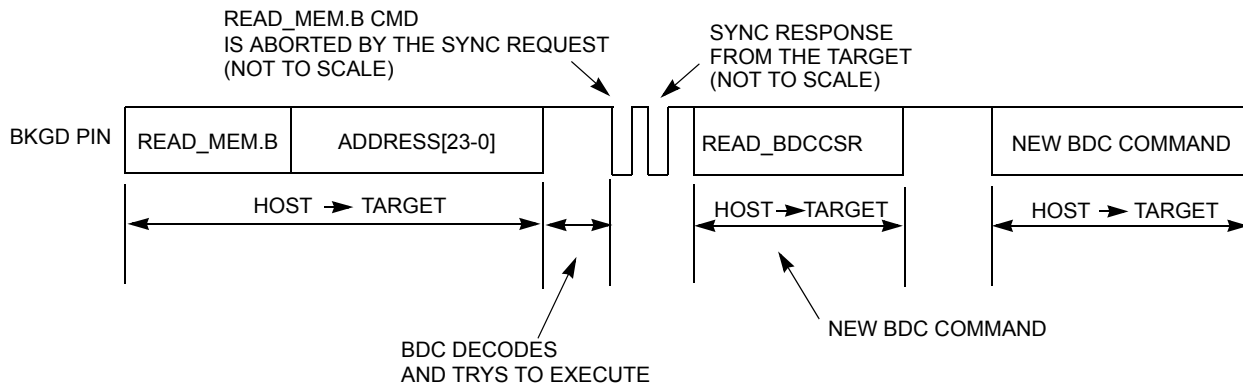 READ_MEM.B CMD
IS ABORTED BY THE SYNC REQUEST
(NOT TO SCALE)
SYNC RESPONSE
FROM THE TARGET
(NOT TO SCALE)
BKGD PIN
READ_MEM.B
ADDRESS[23-0]
READ_BDCCSR
NEW BDC COMMAND
HOST TARGET
HOST TARGET
HOST TARGET
BDC DECODES
AND TRYS TO EXECUTE
NEW BDC COMMAND